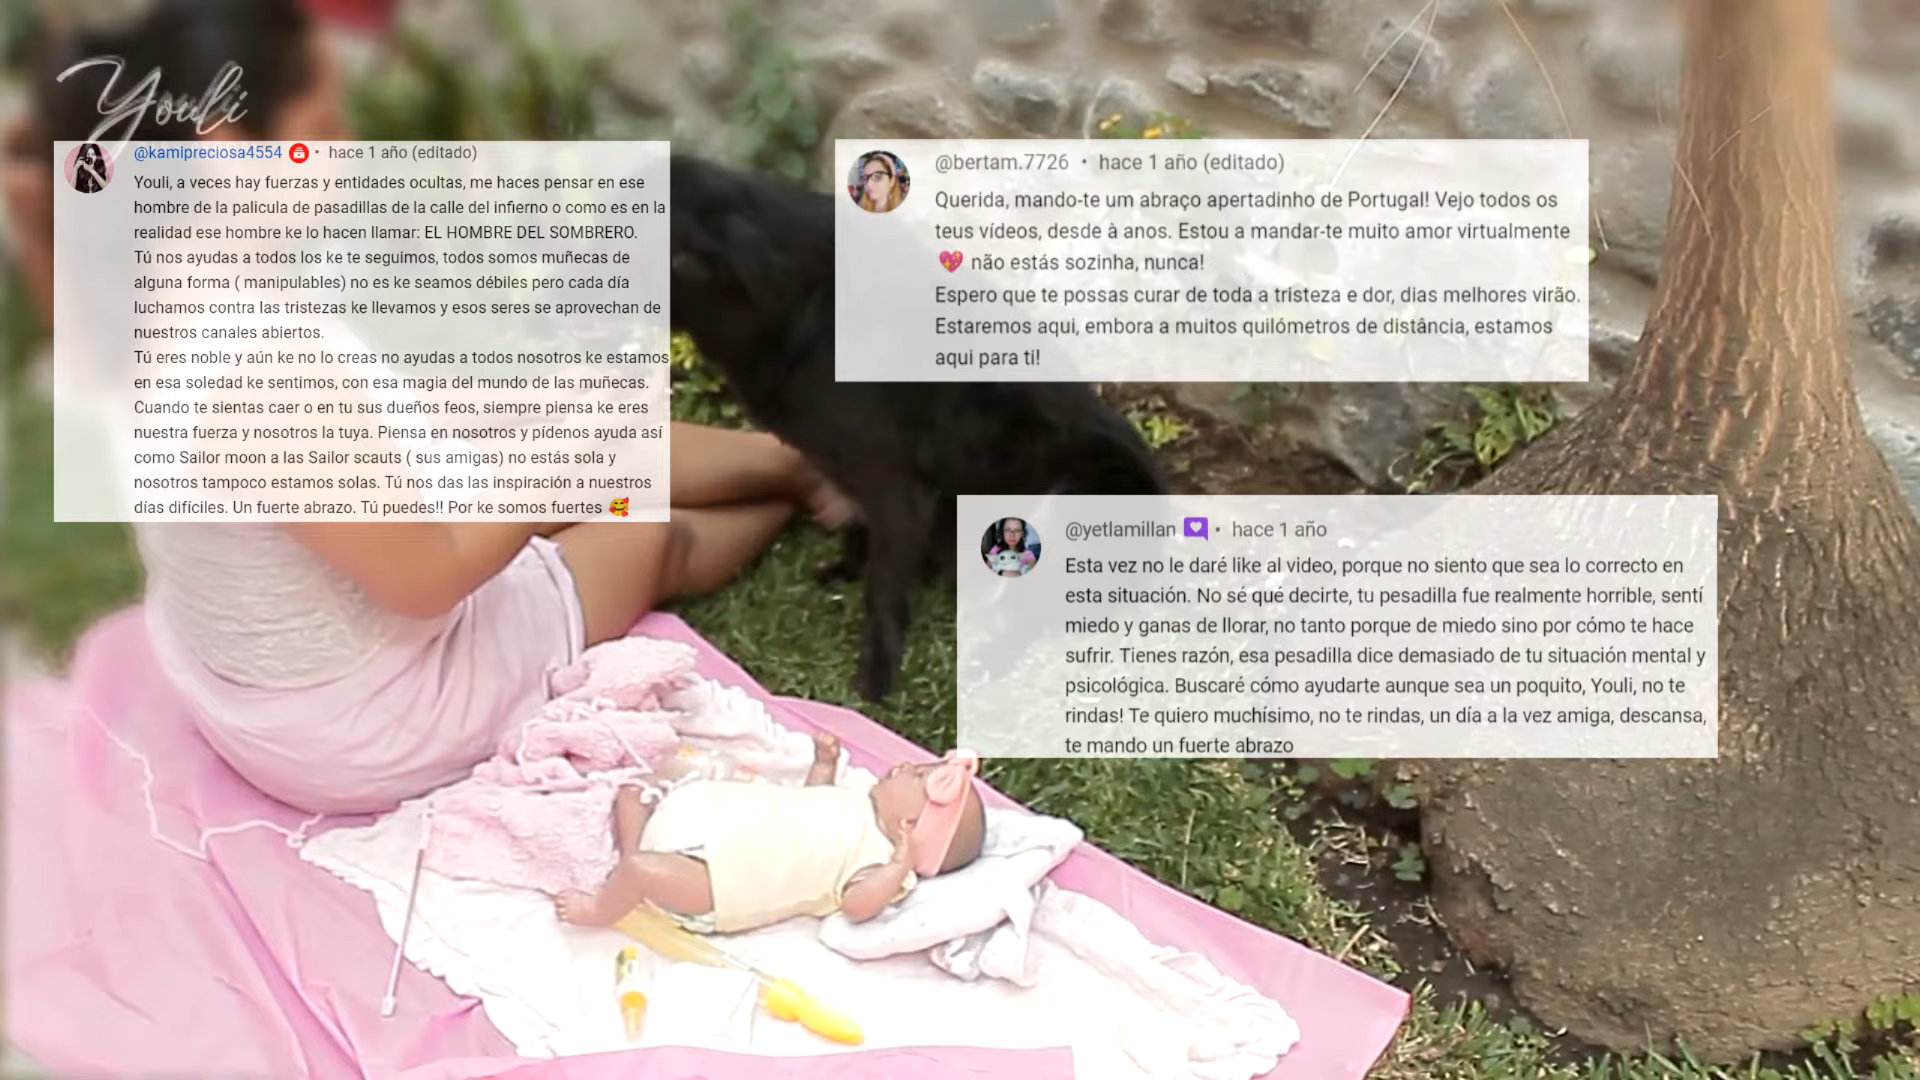 Youli
@kamipreciosa4554 • hace 1 año (editado)
Youli, a veces hay fuerzas y entidades ocultas, me haces pensar en ese
hombre de la palicula de pasadillas de la calle del infierno o como es en la
realidad ese hombre ke lo hacen llamar: EL HOMBRE DEL SOMBRERO.
Tú nos ayudas a todos los ke te seguimos, todos somos muñecas de
alguna forma ( manipulables) no es ke seamos débiles pero cada día
luchamos contra las tristezas ke llevamos y esos seres se aprovechan de
nuestros canales abiertos.
Tú eres noble y aún ke no lo creas no ayudas a todos nosotros ke estamos
en esa soledad ke sentimos, con esa magia del mundo de las muñecas.
Cuando te sientas caer o en tu sus dueños feos, siempre piensa ke eres
nuestra fuerza y nosotros la tuya. Piensa en nosotros y pídenos ayuda así
como Sailor moon a las Sailor scauts ( sus amigas) no estás sola y
nosotros tampoco estamos solas. Tú nos das las inspiración a nuestros
días difíciles. Un fuerte abrazo. Tú puedes!! Por ke somos fuertes 🥰
@bertam.7726 • hace 1 año (editado)
Querida, mando-te um abraço apertadinho de Portugal! Vejo todos os
teus vídeos, desde à anos. Estou a mandar-te muito amor virtualmente
💖 não estás sozinha, nunca!
Espero que te possas curar de toda a tristeza e dor, dias melhores virão.
Estaremos aqui, embora a muitos quilómetros de distância, estamos
aqui para ti!
@yetlamillan • hace 1 año
Esta vez no le daré like al video, porque no siento que sea lo correcto en
esta situación. No sé qué decirte, tu pesadilla fue realmente horrible, sentí
miedo y ganas de llorar, no tanto porque de miedo sino por cómo te hace
sufrir. Tienes razón, esa pesadilla dice demasiado de tu situación mental y
psicológica. Buscaré cómo ayudarte aunque sea un poquito, Youli, no te
rindas! Te quiero muchísimo, no te rindas, un día a la vez amiga, descansa,
te mando un fuerte abrazo